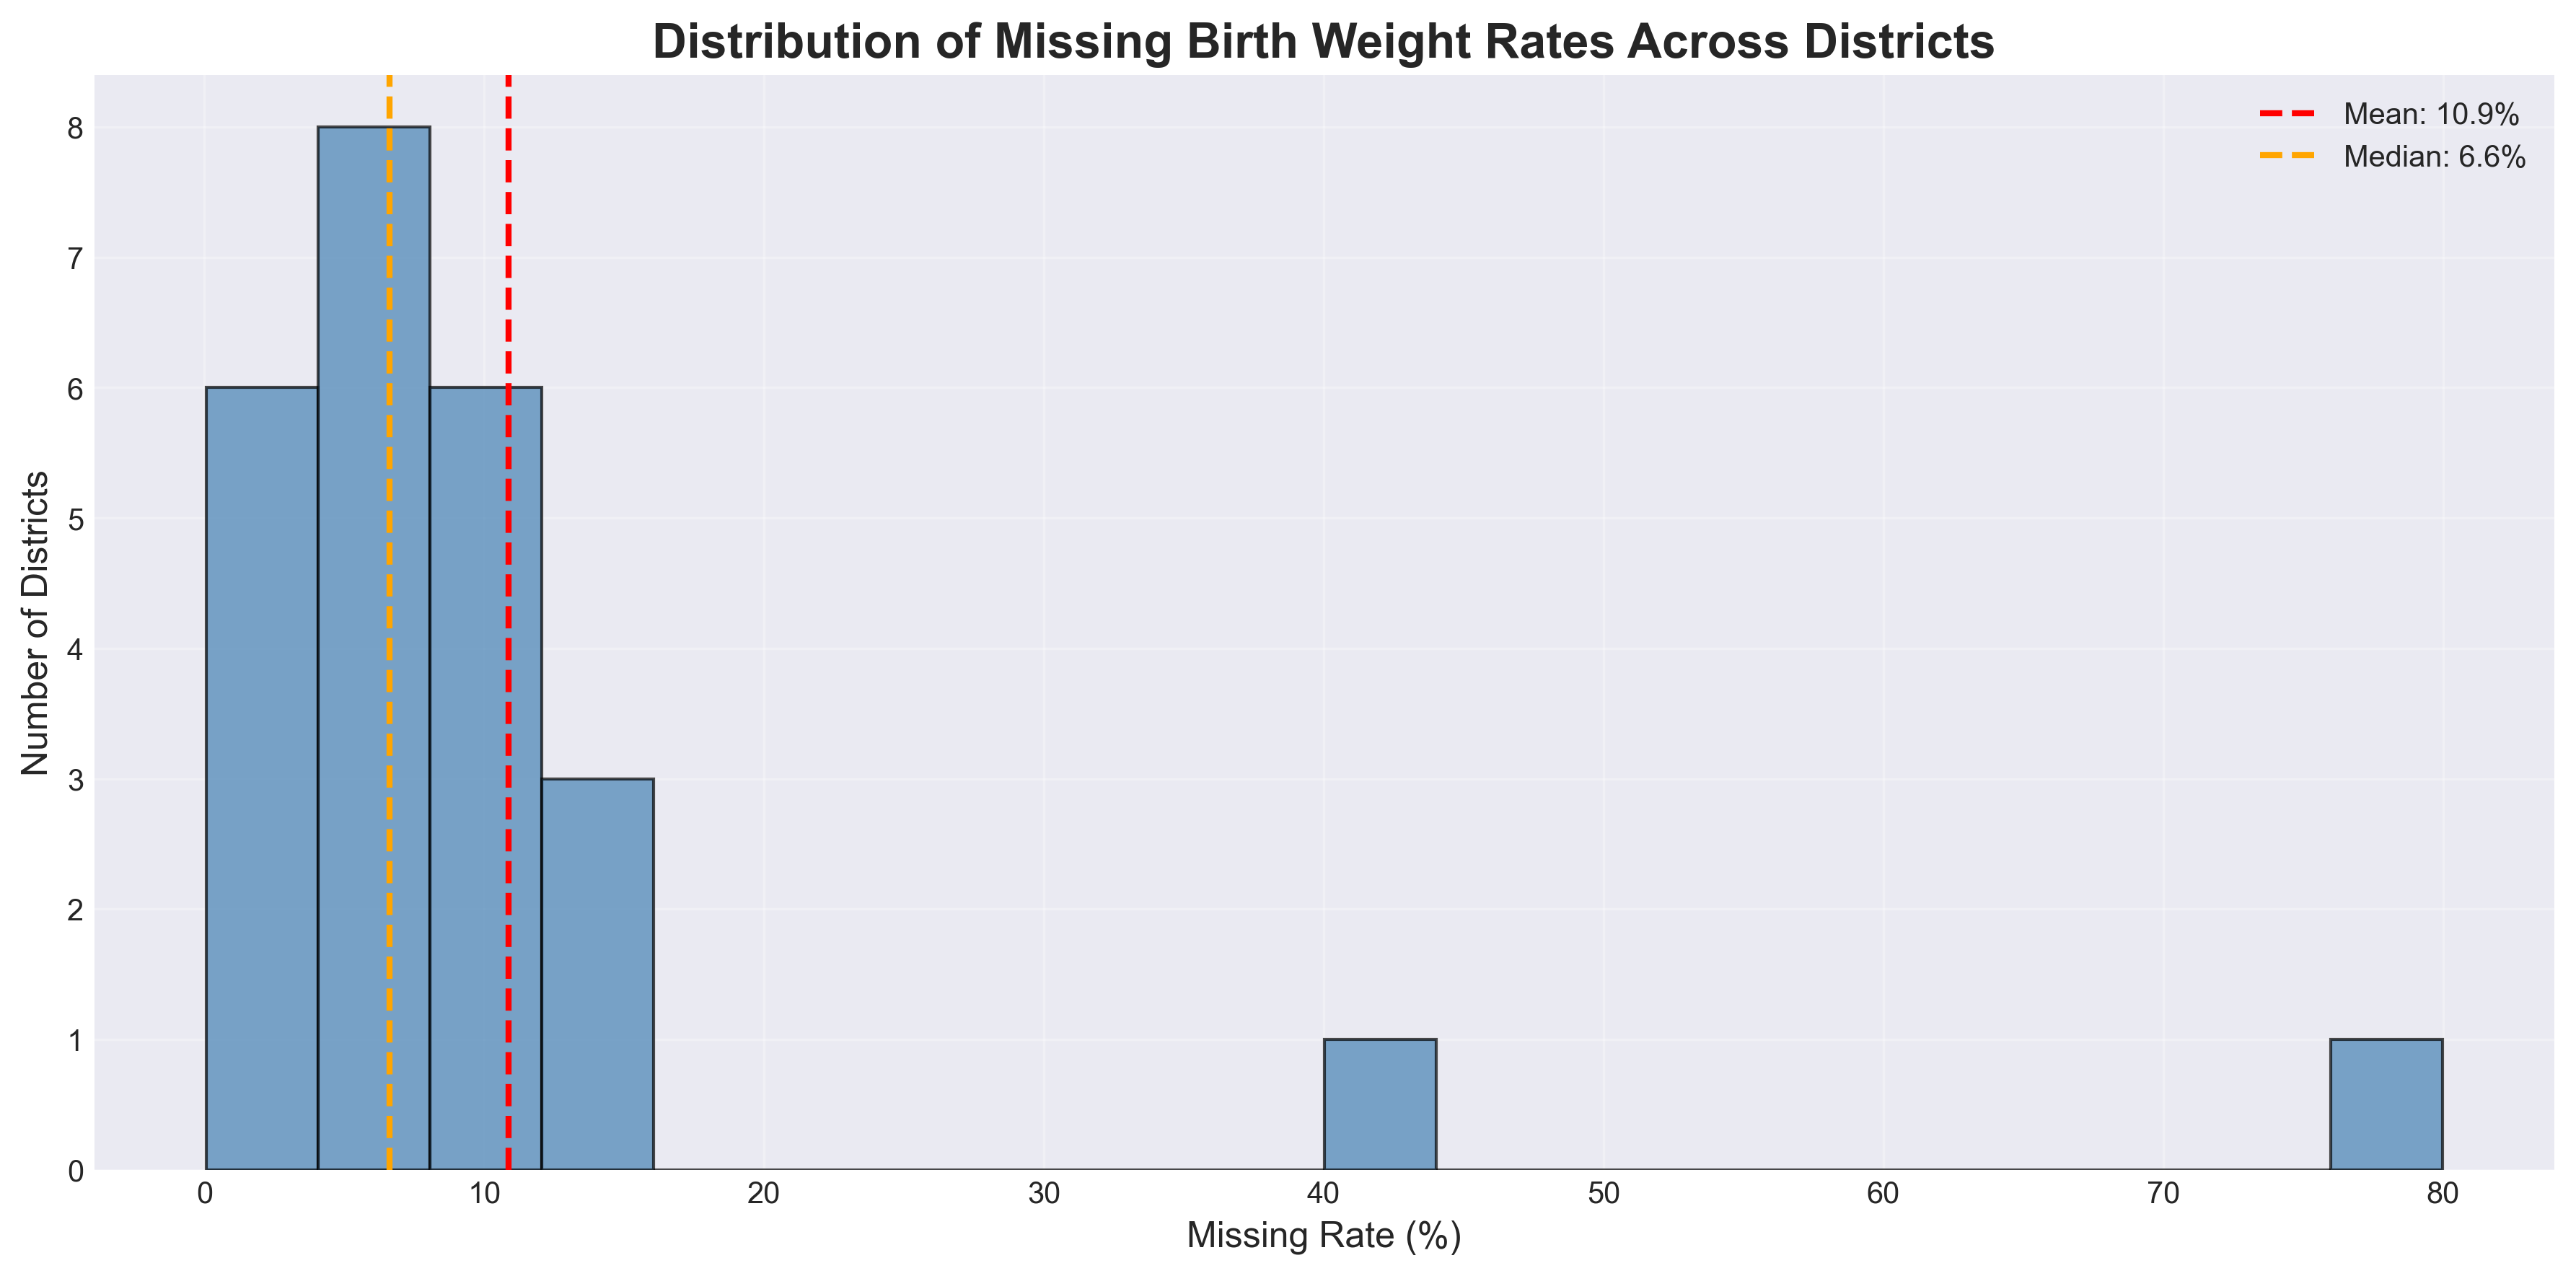 Distribution of Missing Birth Weight Rates Across Districts
Mean: 10.9%
Median: 6.6%
8
7
6
5
4
3
2
1
0
Number of Districts
0 10 20 30 40 50 60 70 80
Missing Rate (%)